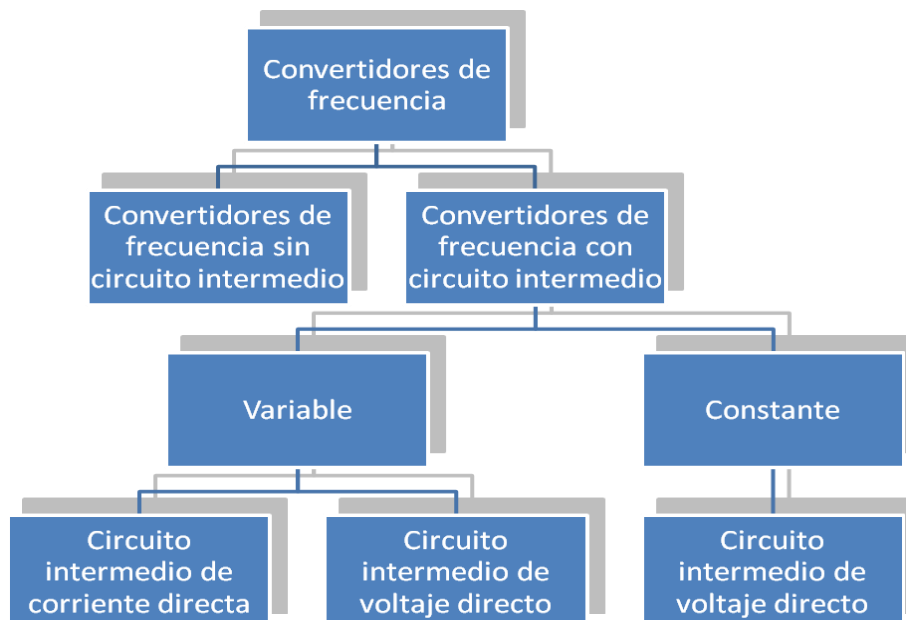 Convertidores de
frecuencia
Convertidores de
frecuencia sin
circuito intermedio
Convertidores de
frecuencia con
circuito intermedio
Variable
Constante
Circuito
intermedio de
corriente directa
Circuito
intermedio de
voltaje directo
Circuito
intermedio de
voltaje directo